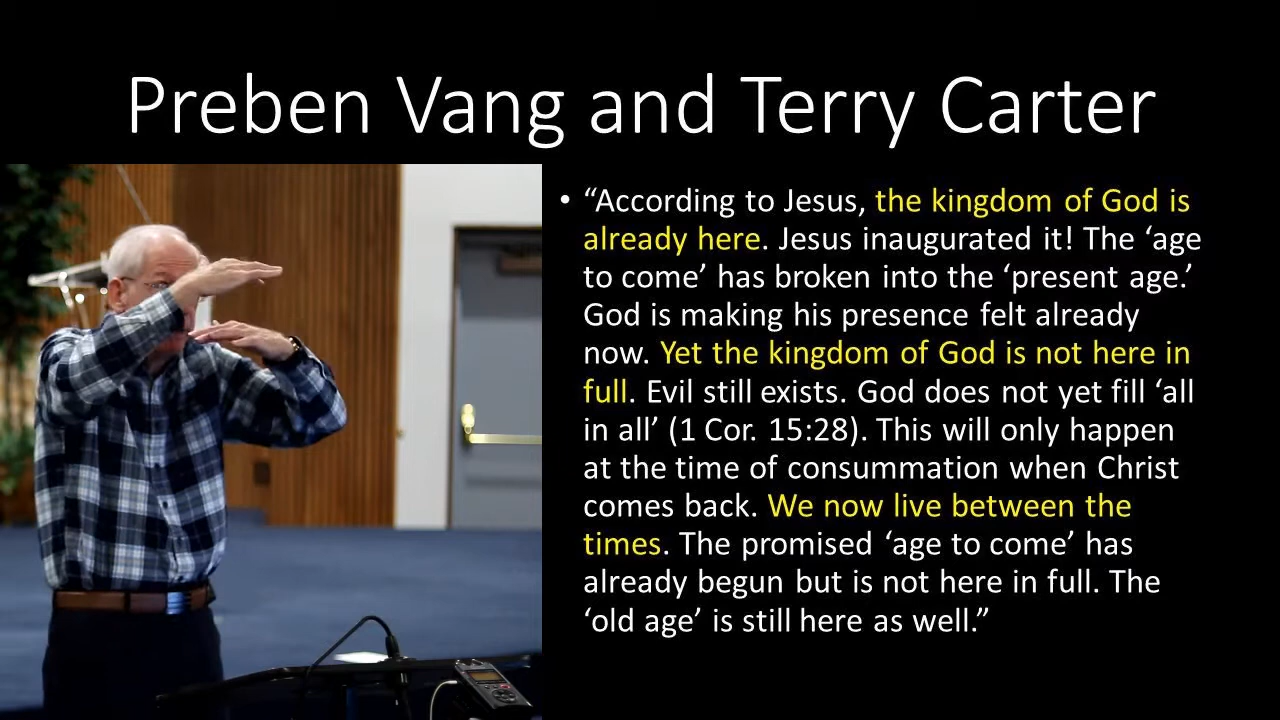 Preben Vang and Terry Carter
• “According to Jesus, the kingdom of God is
already here. Jesus inaugurated it! The ‘age
to come’ has broken into the ‘present age.’
God is making his presence felt already
now. Yet the kingdom of God is not here in
full. Evil still exists. God does not yet fill ‘all
in all’ (1 Cor. 15:28). This will only happen
at the time of consummation when Christ
comes back. We now live between the
times. The promised ‘age to come’ has
already begun but is not here in full. The
‘old age’ is still here as well.”